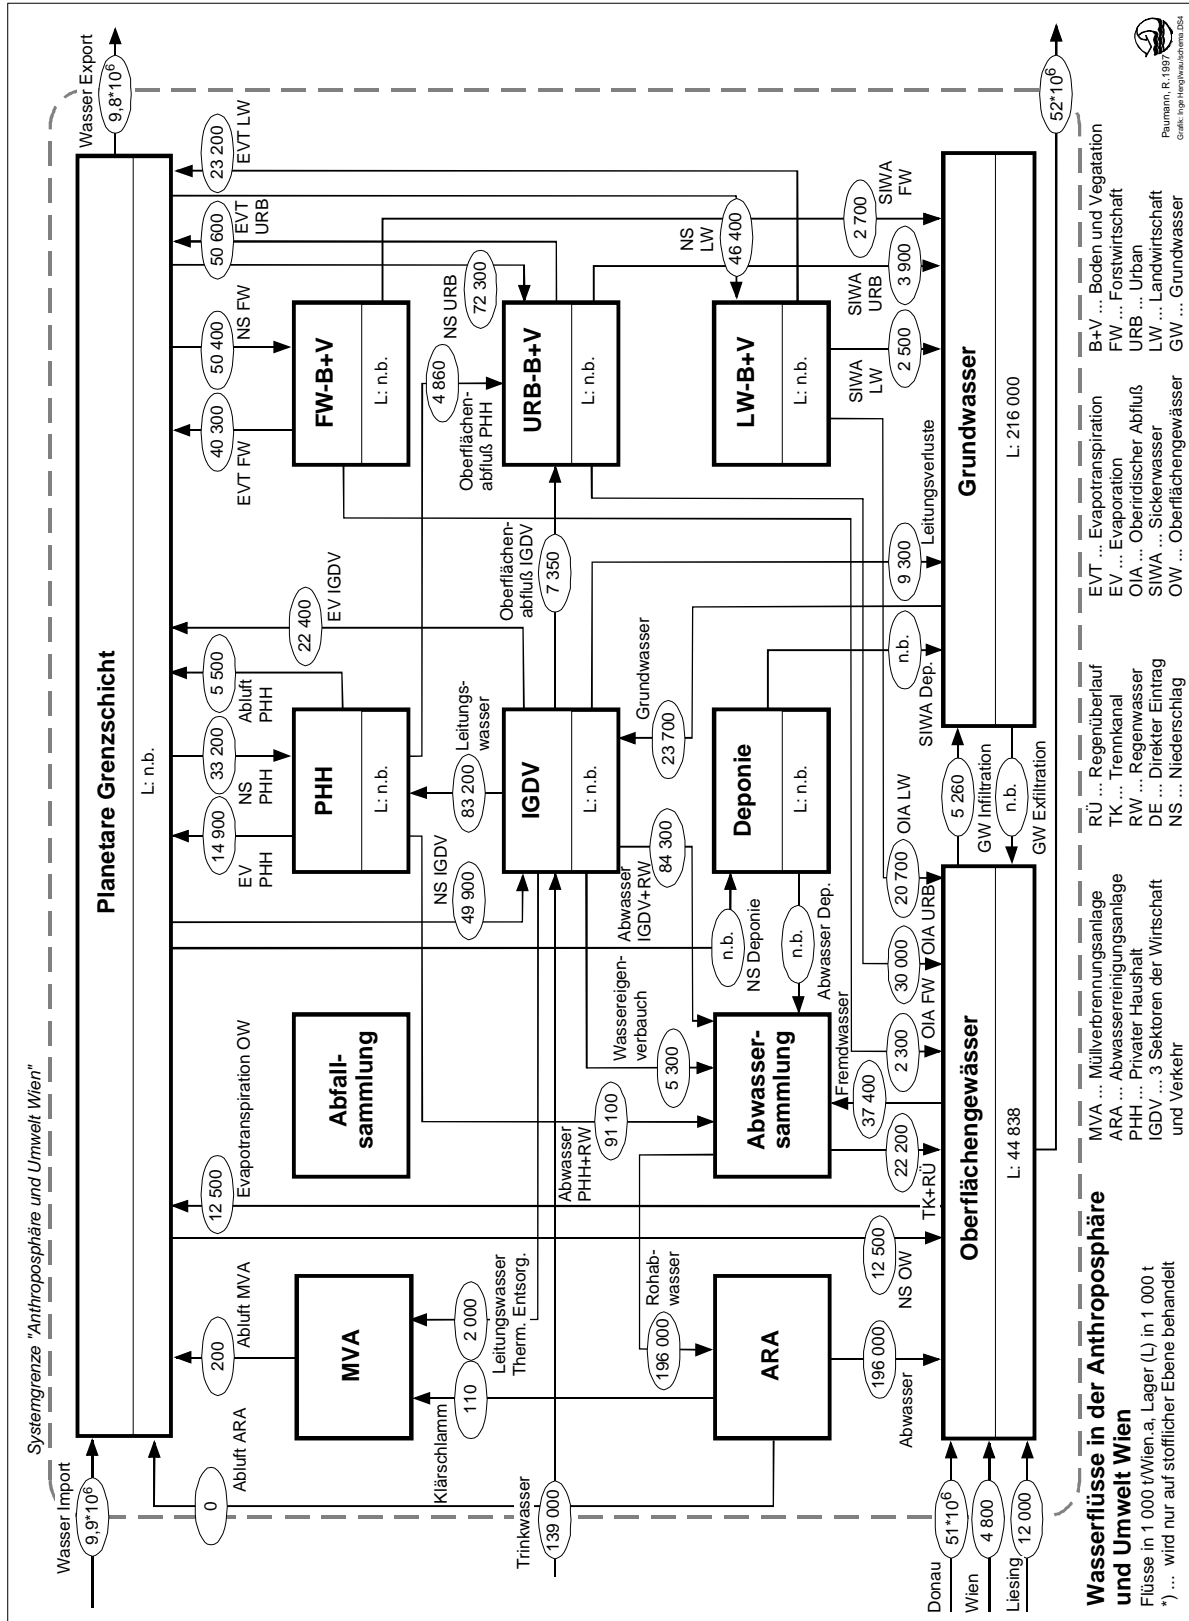 Systemgrenze "Anthroposphäre und Umwelt Wien"
Wasser Import
9,9*10⁶
Wasser Export
9,8*10⁶
Planetare Grenzschicht
L: n.b.
0
Abluft ARA
200
Abluft MVA
12 500
Evapotranspiration OW
49 900
NS IGDV
14 900
EV
PHH
33 200
NS
PHH
5 500
Abluft
PHH
22 400
EV IGDV
40 300
EVT FW
50 400
NS FW
50 600
EVT
URB
23 200
EVT LW
MVA
Abfall-
sammlung
PHH
L: n.b.
FW-B+V
L: n.b.
110
Klärschlamm
2 000
Leitungswasser
Therm. Entsorg.
83 200
Leitungs-
wasser
4 860
Oberflächen-
abfluß PHH
NS URB
72 300
Trinkwasser
139 000
Abwasser
PHH+RW
91 100
Wassereigen-
verbauch
5 300
Abwasser
IGDV+RW
84 300
IGDV
L: n.b.
Oberflächen-
abfluß IGDV
7 350
URB-B+V
L: n.b.
Grundwasser
23 700
NS
LW
46 400
Rohab-
wasser
196 000
ARA
Abwasser-
sammlung
n.b.
NS Deponie
n.b.
Abwasser Dep.
Deponie
L: n.b.
LW-B+V
L: n.b.
196 000
Abwasser
12 500
NS OW
22 200
TK+RÜ
Fremdwasser
37 400
2 300
OIA FW
30 000
OIA URB
20 700
OIA LW
n.b.
SIWA Dep.
9 300
Leitungsverluste
SIWA
LW
2 500
SIWA
URB
3 900
2 700
SIWA
FW
Donau
51*10⁶
Wien
4 800
Liesing
12 000
Oberflächengewässer
L: 44 838
GW Infiltration
5 260
n.b.
GW Exfiltration
Grundwasser
L: 216 000
52*10⁶
Wasserflüsse in der Anthroposphäre
und Umwelt Wien
Flüsse in 1 000 t/Wien.a, Lager (L) in 1 000 t
*) ... wird nur auf stofflicher Ebene behandelt
MVA ... Müllverbrennungsanlage
ARA ... Abwasserreinigungsanlage
PHH ... Privater Haushalt
IGDV ... 3 Sektoren der Wirtschaft
und Verkehr
RÜ ... Regenüberlauf
TK ... Trennkanal
RW ... Regenwasser
DE ... Direkter Eintrag
NS ... Niederschlag
EVT ... Evapotranspiration
EV ... Evaporation
OIA ... Oberirdischer Abfluß
SIWA ... Sickerwasser
OW ... Oberflächengewässer
B+V ... Boden und Vegatation
FW ... Forstwirtschaft
URB ... Urban
LW ... Landwirtschaft
GW ... Grundwasser
Paumann, R.1997
Grafik: Inge Hengl/wau/schema.DS4